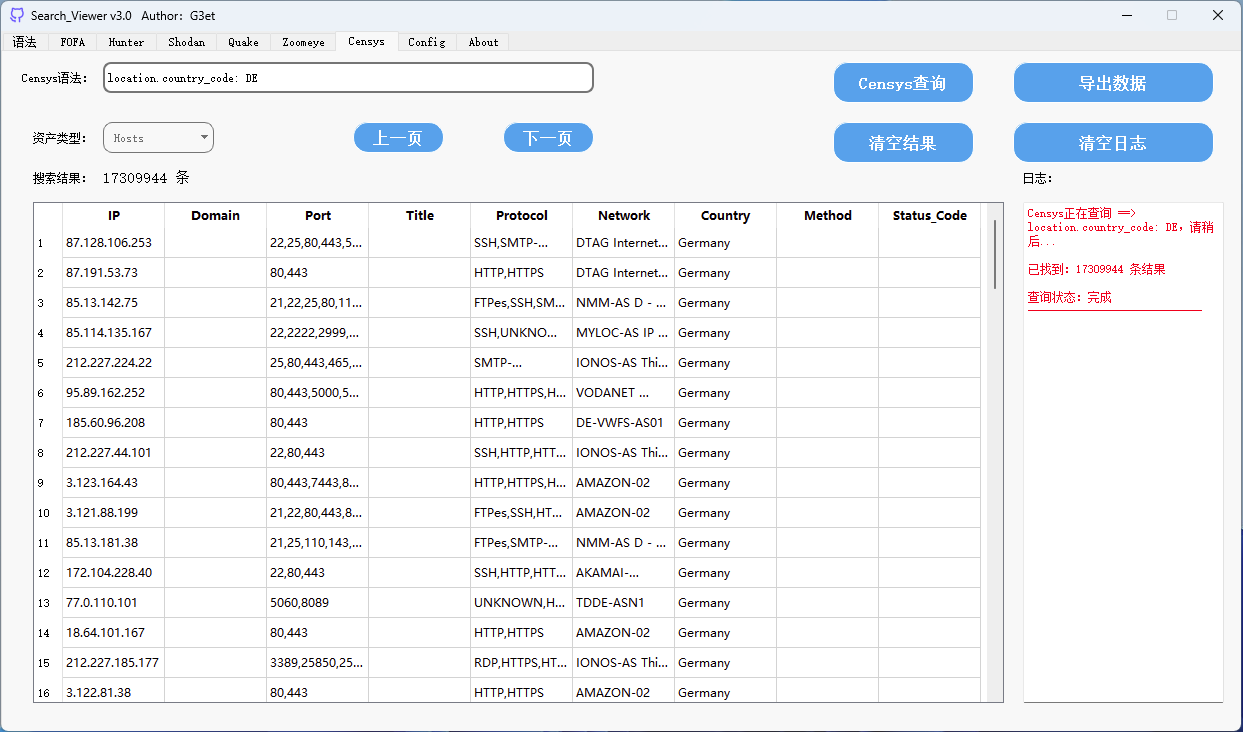 Search_Viewer v3.0 Author: G3et
语法 FOFA Hunter Shodan Quake Zoomeye Censys Config About
Censys语法: location.country_code: DE Censys查询 导出数据
资产类型: Hosts 上一页 下一页 清空结果 清空日志
搜索结果: 17309944 条 日志:
IP Domain Port Title Protocol Network Country Method Status_Code
1 87.128.106.253 22,25,80,443,5... SSH,SMTP-... DTAG Internet... Germany
2 87.191.53.73 80,443 HTTP,HTTPS DTAG Internet... Germany
3 85.13.142.75 21,22,25,80,11... FTPes,SSH,SM... NMM-AS D - ... Germany
4 85.114.135.167 22,2222,2999,... SSH,UNKNO... MYLOC-AS IP ... Germany
5 212.227.224.22 25,80,443,465,... SMTP-... IONOS-AS Thi... Germany
6 95.89.162.252 80,443,5000,5... HTTP,HTTPS,H... VODANET ... Germany
7 185.60.96.208 80,443 HTTP,HTTPS DE-VWFS-AS01 Germany
8 212.227.44.101 22,80,443 SSH,HTTP,HTT... IONOS-AS Thi... Germany
9 3.123.164.43 80,443,7443,8... HTTP,HTTPS,H... AMAZON-02 Germany
10 3.121.88.199 21,22,80,443,8... FTPes,SSH,HT... AMAZON-02 Germany
11 85.13.181.38 21,25,110,143,... FTPes,SMTP-... NMM-AS D - ... Germany
12 172.104.228.40 22,80,443 SSH,HTTP,HTT... AKAMAI-... Germany
13 77.0.110.101 5060,8089 UNKNOWN,H... TDDE-ASN1 Germany
14 18.64.101.167 80,443 HTTP,HTTPS AMAZON-02 Germany
15 212.227.185.177 3389,25850,25... RDP,HTTPS,HT... IONOS-AS Thi... Germany
16 3.122.81.38 80,443 HTTP,HTTPS AMAZON-02 Germany
Censys正在查询 ==>
location.country_code: DE，请稍
后...
已找到：17309944 条结果
查询状态：完成